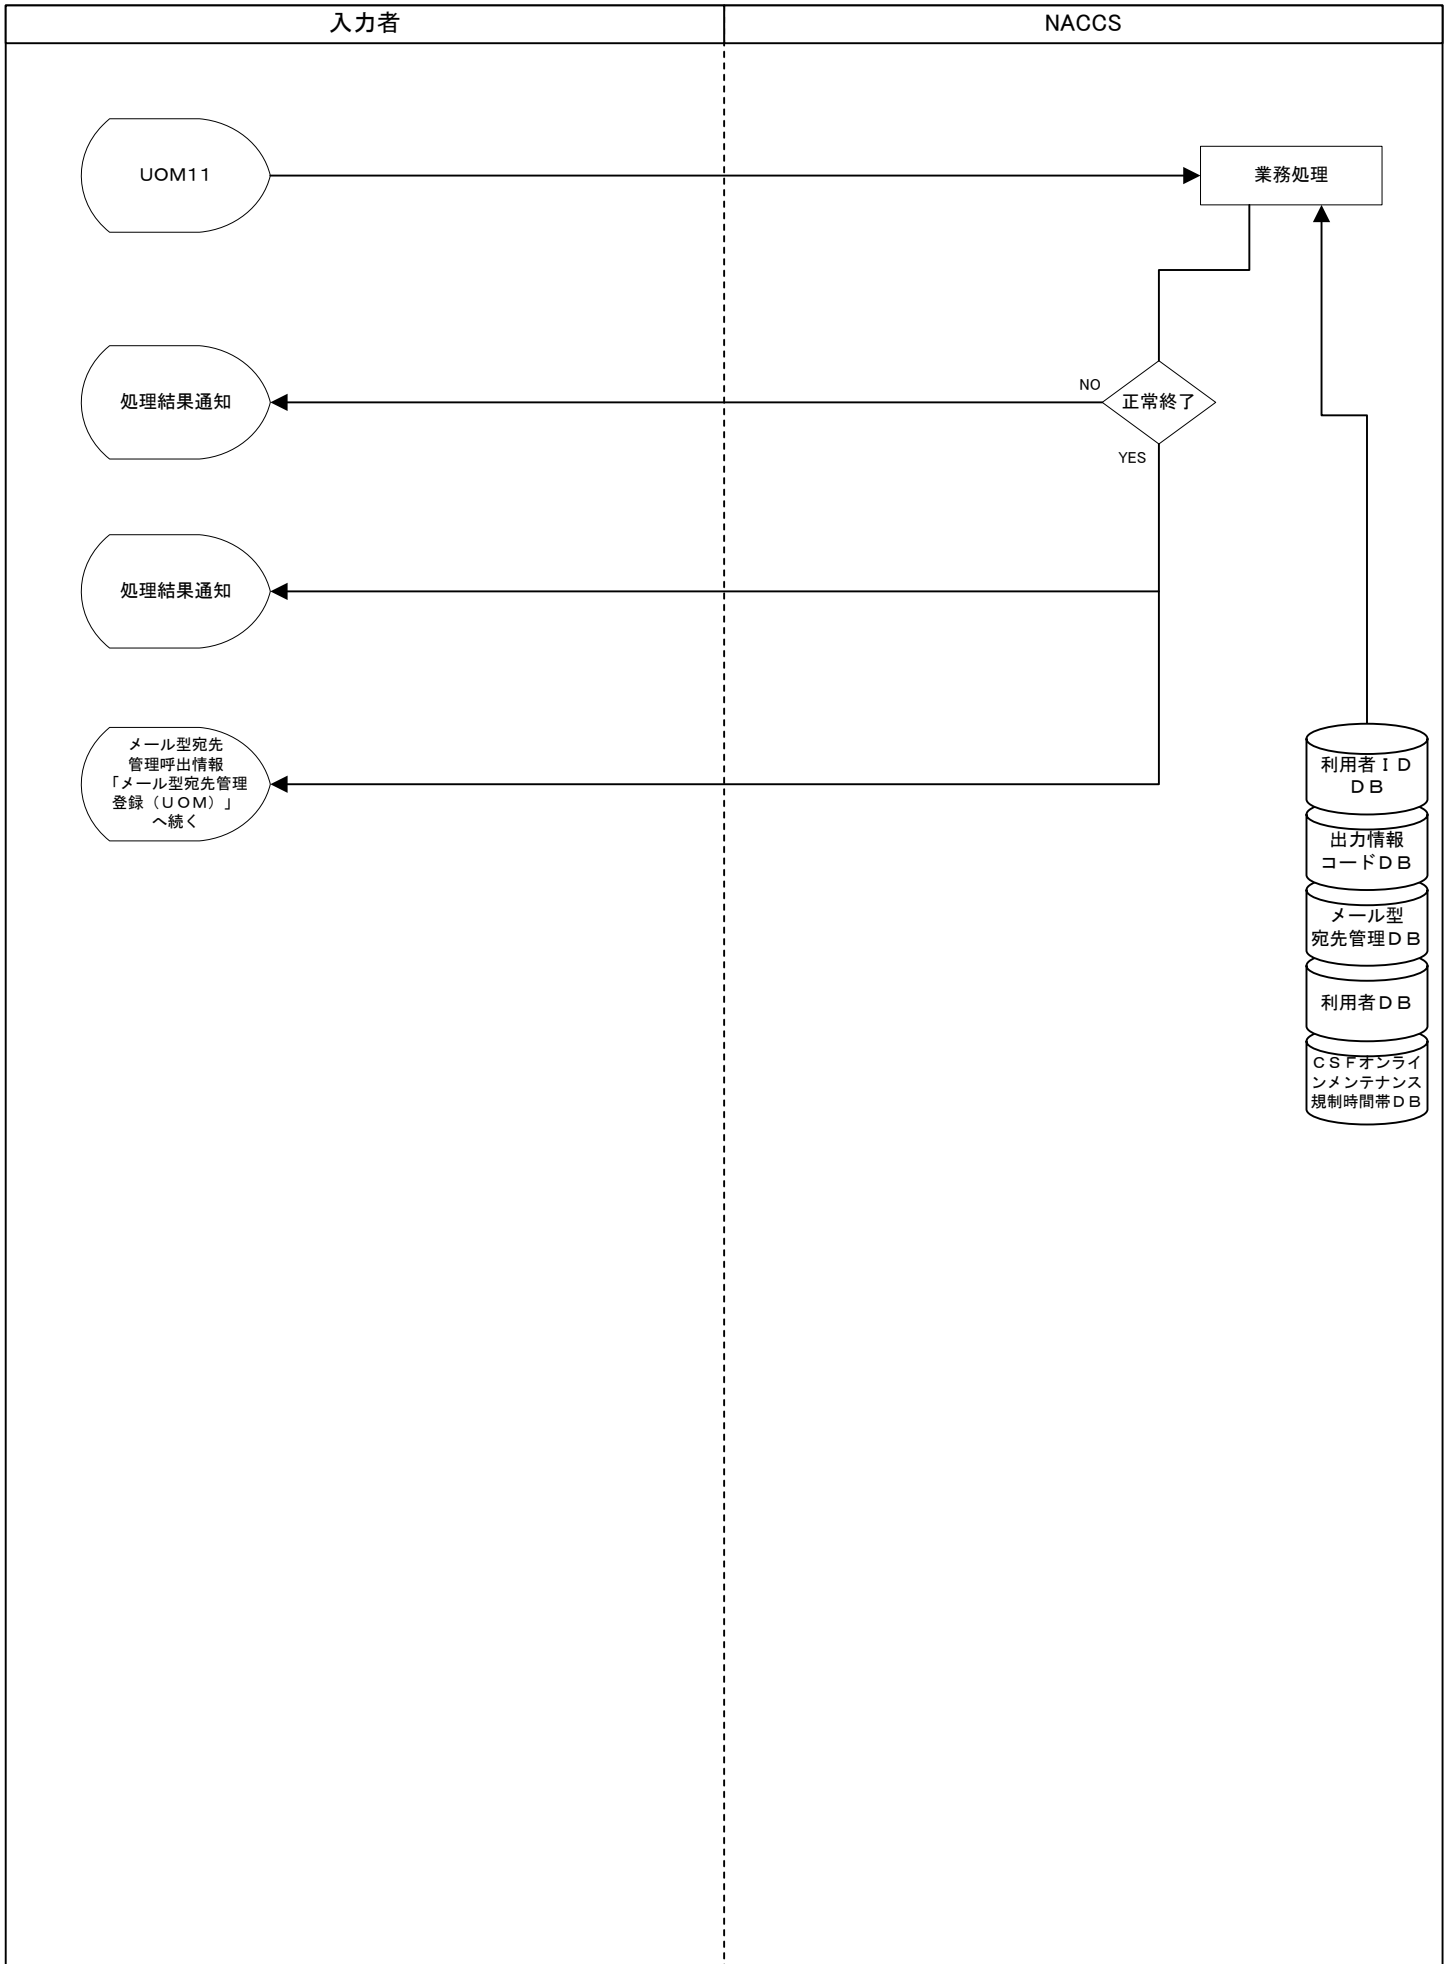 入力者
NACCS
UOM11
業務処理
処理結果通知
NO
正常終了
YES
処理結果通知
メール型宛先
管理呼出情報
「メール型宛先管理
登録（ＵＯＭ）」
へ続く
利用者ＩＤ
ＤＢ
出力情報
コードＤＢ
メール型
宛先管理ＤＢ
利用者ＤＢ
ＣＳＦオンライ
ンメンテナンス
規制時間帯ＤＢ